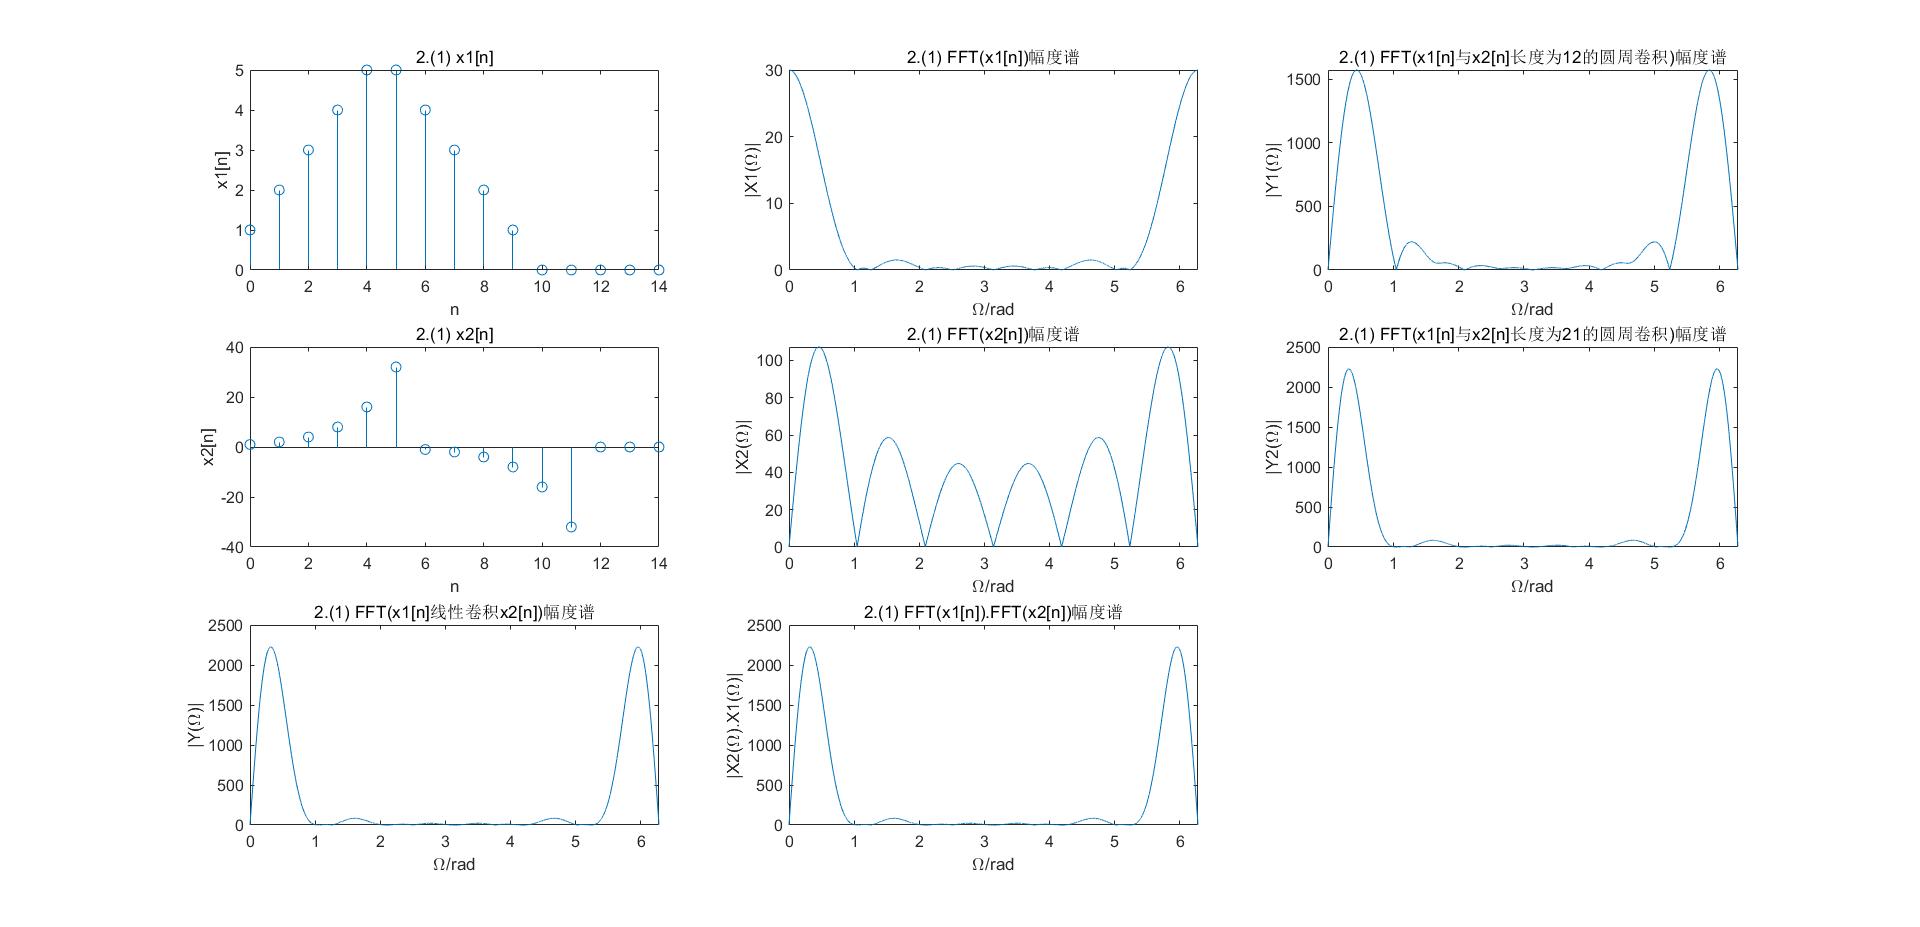 2.(1) x1[n]
5
4
3
2
1
0
0 2 4 6 8 10 12 14
n
x1[n]
2.(1) FFT(x1[n])幅度谱
30
20
10
0
0 1 2 3 4 5 6
Ω/rad
|X1(Ω)|
2.(1) FFT(x1[n]与x2[n]长度为12的圆周卷积)幅度谱
1500
1000
500
0
0 1 2 3 4 5 6
Ω/rad
|Y1(Ω)|
2.(1) x2[n]
40
20
0
-20
-40
0 2 4 6 8 10 12 14
n
x2[n]
2.(1) FFT(x2[n])幅度谱
100
80
60
40
20
0
0 1 2 3 4 5 6
Ω/rad
|X2(Ω)|
2.(1) FFT(x1[n]与x2[n]长度为21的圆周卷积)幅度谱
2500
2000
1500
1000
500
0
0 1 2 3 4 5 6
Ω/rad
|Y2(Ω)|
2.(1) FFT(x1[n]线性卷积x2[n])幅度谱
2500
2000
1500
1000
500
0
0 1 2 3 4 5 6
Ω/rad
|Y(Ω)|
2.(1) FFT(x1[n]).FFT(x2[n])幅度谱
2500
2000
1500
1000
500
0
0 1 2 3 4 5 6
Ω/rad
|X2(Ω).X1(Ω)|